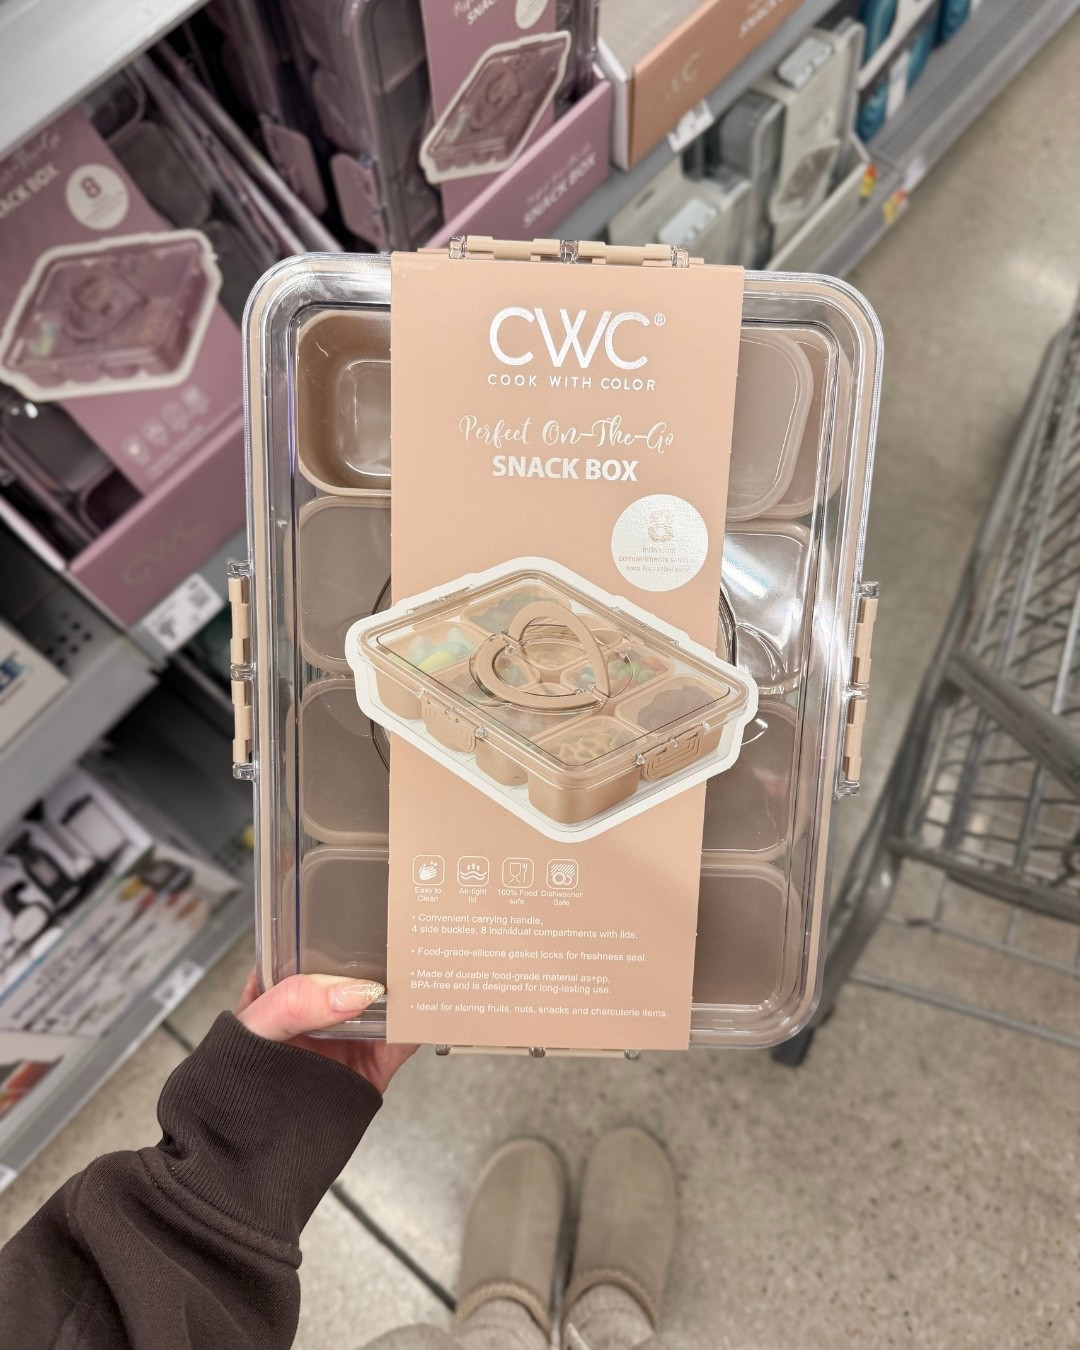 CWC®
COOK WITH COLOR
Perfect On-The-Go
SNACK BOX
8
individual
Easy to
Clean
Air-tight
lid
100% Food
safe
Dishwasher
Safe
• Convenient carrying handle,
4 side buckles, 8 individual compartments with lids.
• Food-grade-silicone gasket locks for freshness seal.
• Made of durable food-grade material as+pp,
BPA-free and is designed for long-lasting use.
• Ideal for storing fruits, nuts, snacks and charcuterie items.
SNACK BOX
8
SNACK BOX
CWC